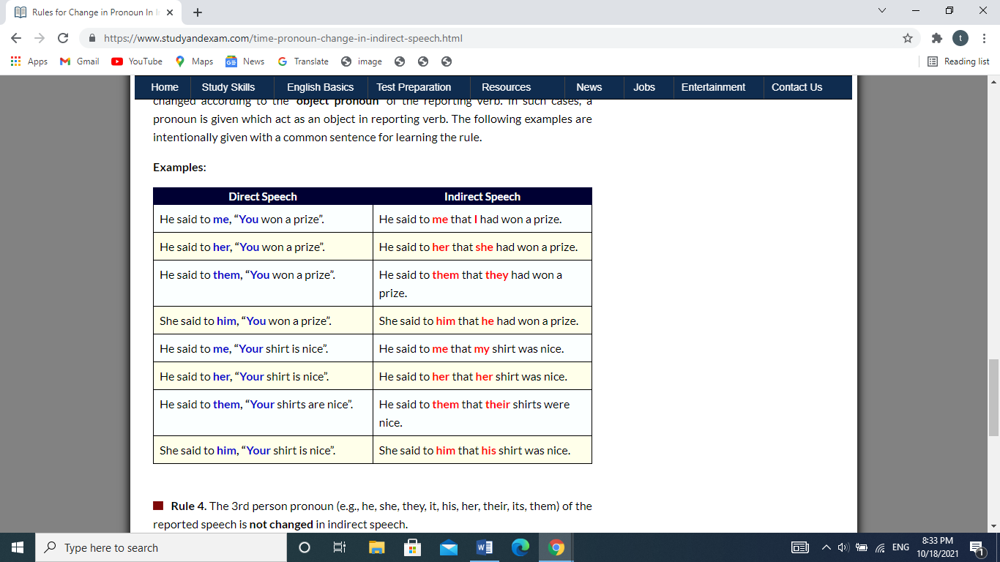 Rules for Change in Pronoun In I
https://www.studyandexam.com/time-pronoun-change-in-indirect-speech.html
t
Apps Gmail YouTube Maps News Translate image Reading list
Home Study Skills English Basics Test Preparation Resources News Jobs Entertainment Contact Us
changed according to the "object pronoun" of the reporting verb. In such cases, a
pronoun is given which act as an object in reporting verb. The following examples are
intentionally given with a common sentence for learning the rule.
Examples:
Direct Speech Indirect Speech
He said to me, “You won a prize”. He said to me that I had won a prize.
He said to her, “You won a prize”. He said to her that she had won a prize.
He said to them, “You won a prize”. He said to them that they had won a
prize.
She said to him, “You won a prize”. She said to him that he had won a prize.
He said to me, “Your shirt is nice”. He said to me that my shirt was nice.
He said to her, “Your shirt is nice”. He said to her that her shirt was nice.
He said to them, “Your shirts are nice”. He said to them that their shirts were
nice.
She said to him, “Your shirt is nice”. She said to him that his shirt was nice.
Rule 4. The 3rd person pronoun (e.g., he, she, they, it, his, her, their, its, them) of the
reported speech is not changed in indirect speech.
Type here to search
ENG
8:33 PM
10/18/2021
1